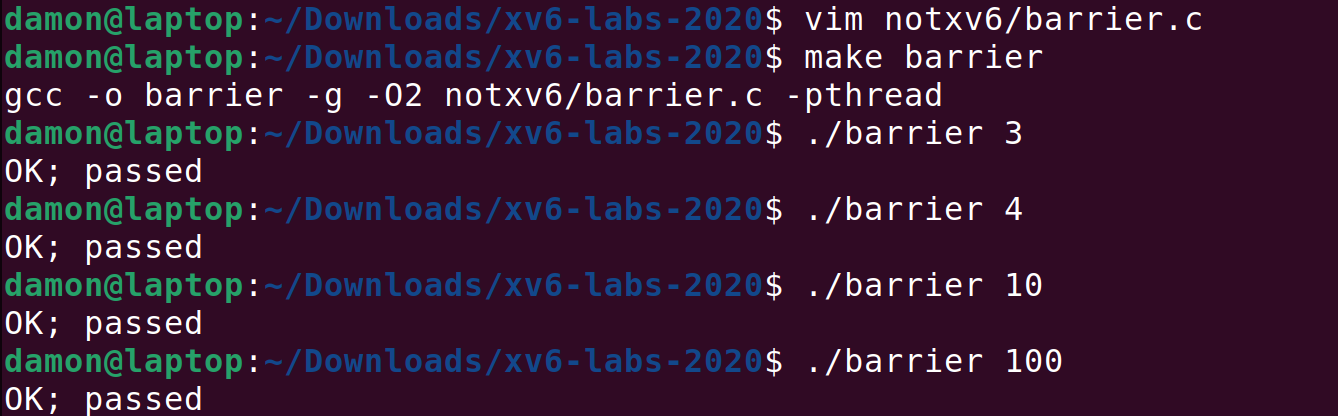 damon@laptop:~/Downloads/xv6-labs-2020$ vim notxv6/barrier.c
damon@laptop:~/Downloads/xv6-labs-2020$ make barrier
gcc -o barrier -g -O2 notxv6/barrier.c -pthread
damon@laptop:~/Downloads/xv6-labs-2020$ ./barrier 3
OK; passed
damon@laptop:~/Downloads/xv6-labs-2020$ ./barrier 4
OK; passed
damon@laptop:~/Downloads/xv6-labs-2020$ ./barrier 10
OK; passed
damon@laptop:~/Downloads/xv6-labs-2020$ ./barrier 100
OK; passed